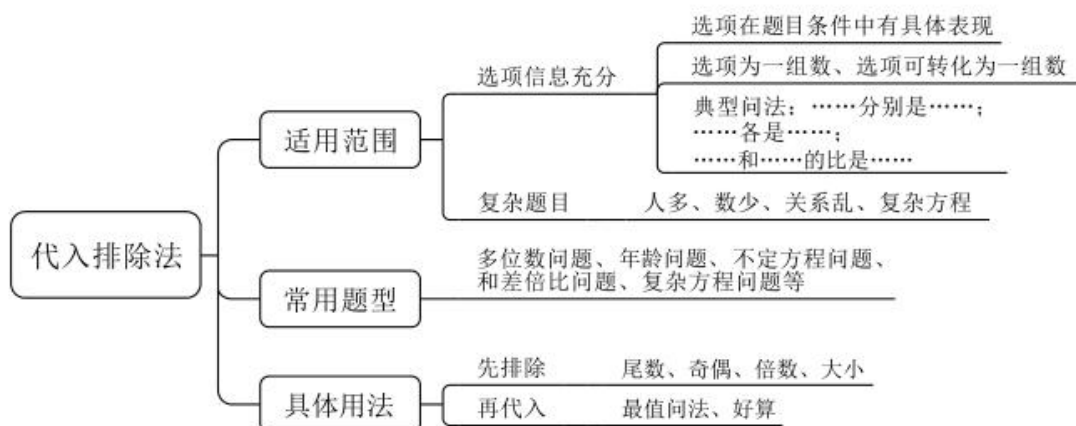 代入排除法
适用范围
选项信息充分
选项在题目条件中有具体表现
选项为一组数、选项可转化为一组数
典型问法：……分别是……；
……各是……；
……和……的比是……
复杂题目
人多、数少、关系乱、复杂方程
常用题型
多位数问题、年龄问题、不定方程问题、
和差倍比问题、复杂方程问题等
具体用法
先排除
尾数、奇偶、倍数、大小
再代入
最值问法、好算